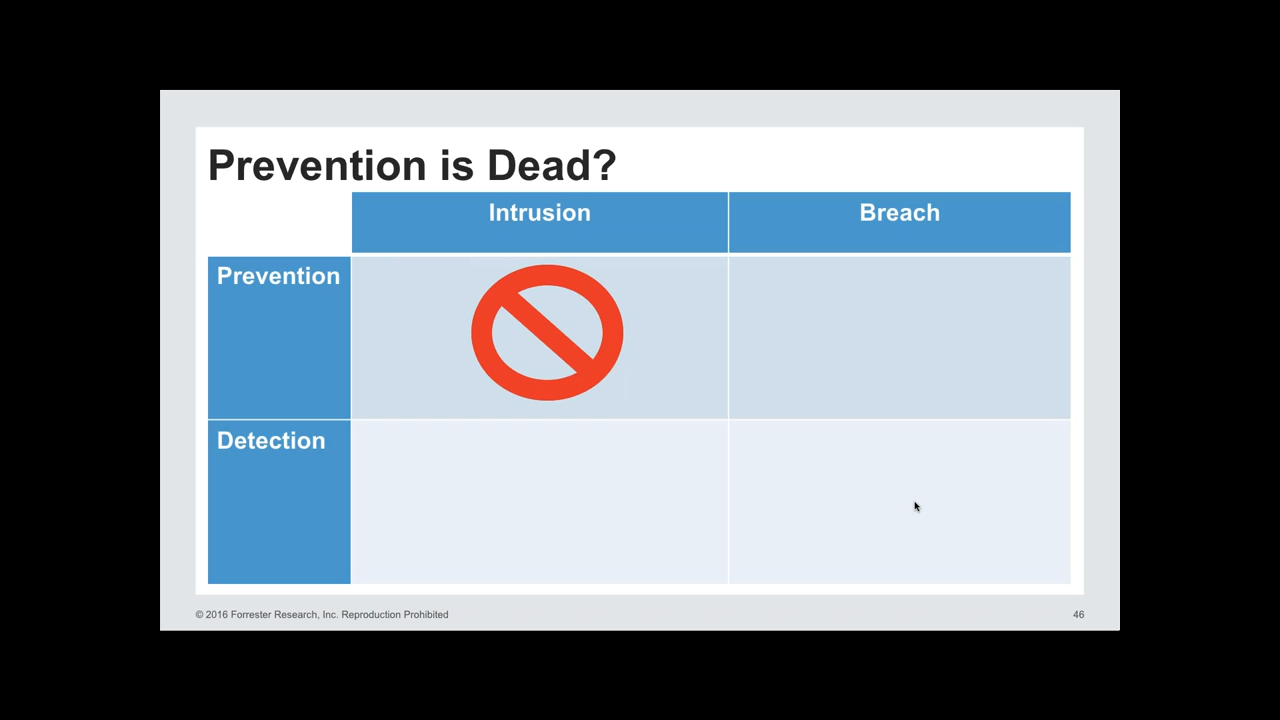 Prevention is Dead?
Intrusion
Breach
Prevention
Detection
© 2016 Forrester Research, Inc. Reproduction Prohibited
46